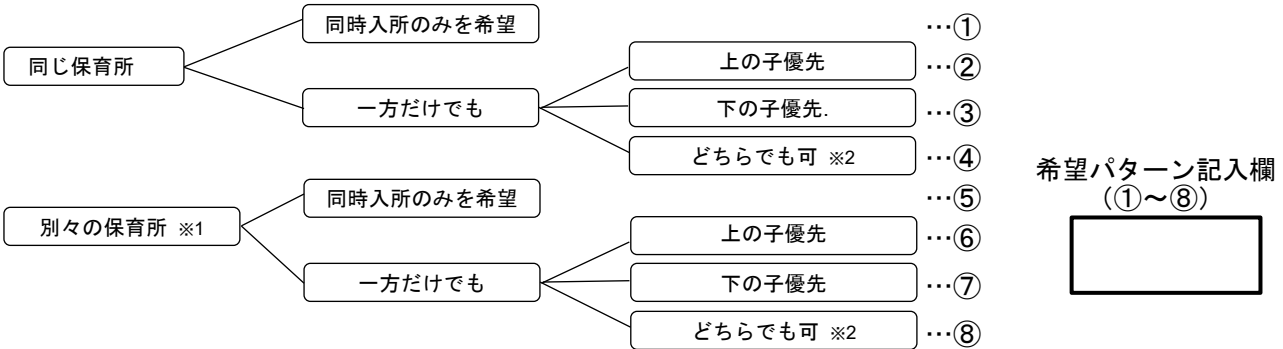 同時入所のみを希望 …①
同じ保育所
上の子優先 …②
一方だけでも
下の子優先. …③
どちらでも可 ※2 …④
希望パターン記入欄
(①~⑧)
同時入所のみを希望 …⑤
別々の保育所 ※1
上の子優先 …⑥
一方だけでも
下の子優先 …⑦
どちらでも可 ※2 …⑧